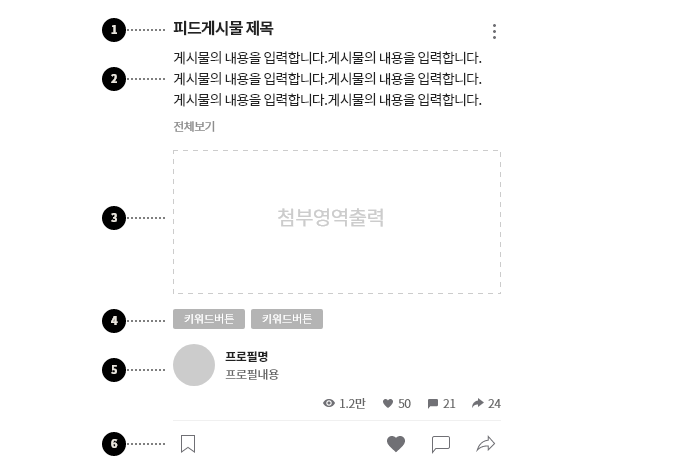 1 피드게시물 제목
2 게시물의 내용을 입력합니다.게시물의 내용을 입력합니다.
게시물의 내용을 입력합니다.게시물의 내용을 입력합니다.
게시물의 내용을 입력합니다.게시물의 내용을 입력합니다.
전체보기
3 첨부영역출력
4 키워드버튼 키워드버튼
5 프로필명
프로필내용
1.2만 50 21 24
6